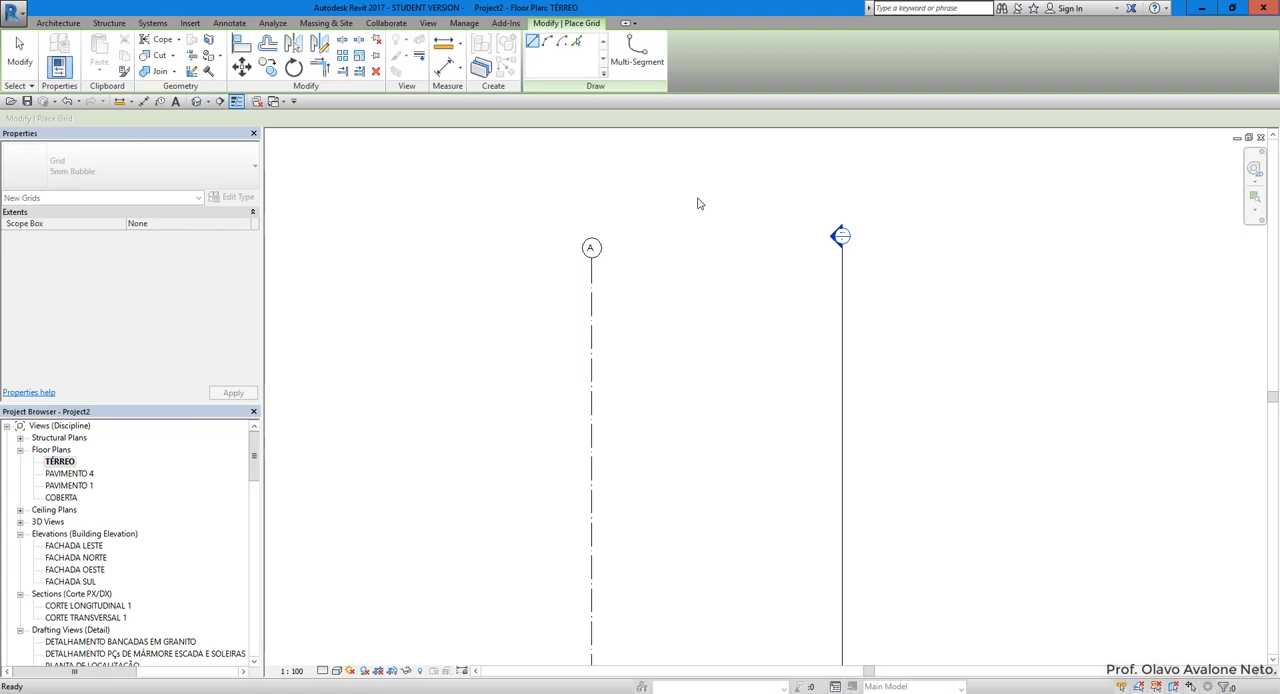 Autodesk Revit 2017 - STUDENT VERSION - Project2 - Floor Plan: TÉRREO
Type a keyword or phrase
Sign In
Architecture Structure Systems Insert Annotate Analyze Massing & Site Collaborate View Manage Add-Ins Modify | Place Grid
Modify
Paste
Cope
Cut
Join
Multi-Segment
Select Properties Clipboard Geometry Modify View Measure Create Draw
Modify | Place Grid
Properties
Grid
5mm Bubble
New Grids
Edit Type
Extents
Scope Box None
Properties help
Apply
Project Browser - Project2
Views (Discipline)
Structural Plans
Floor Plans
TÉRREO
PAVIMENTO 4
PAVIMENTO 1
COBERTA
Ceiling Plans
3D Views
Elevations (Building Elevation)
FACHADA LESTE
FACHADA NORTE
FACHADA OESTE
FACHADA SUL
Sections (Corte PX/DX)
CORTE LONGITUDINAL 1
CORTE TRANSVERSAL 1
Drafting Views (Detail)
DETALHAMENTO BANCADAS EM GRANITO
DETALHAMENTO PÇs DE MÁRMORE ESCADA E SOLEIRAS
PLANTA DE LOCALIZAÇÃO
A
1 : 100
Prof. Olavo Avalone Neto.
Ready
:0
Main Model
:0